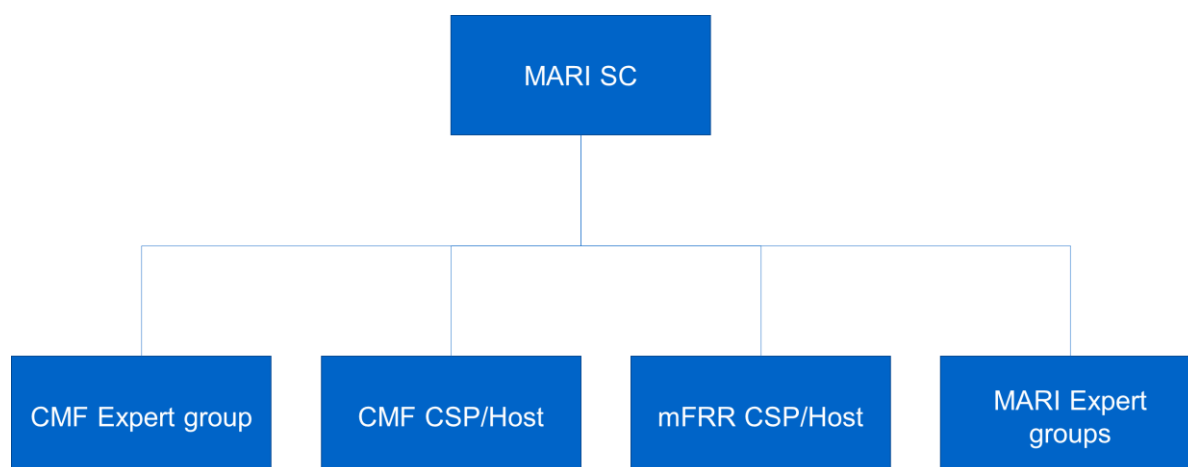 MARI SC
CMF Expert group
CMF CSP/Host
mFRR CSP/Host
MARI Expert
groups